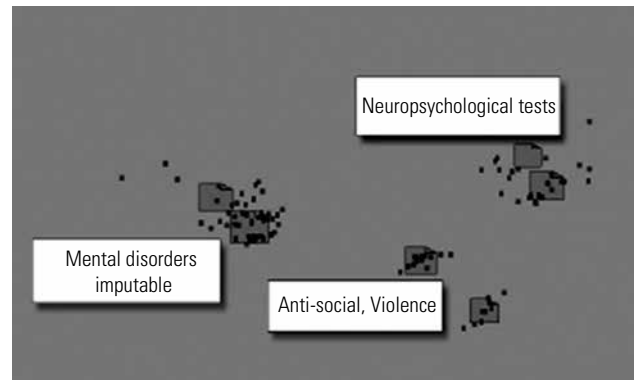 Neuropsychological tests
Mental disorders
imputable
Anti-social, Violence